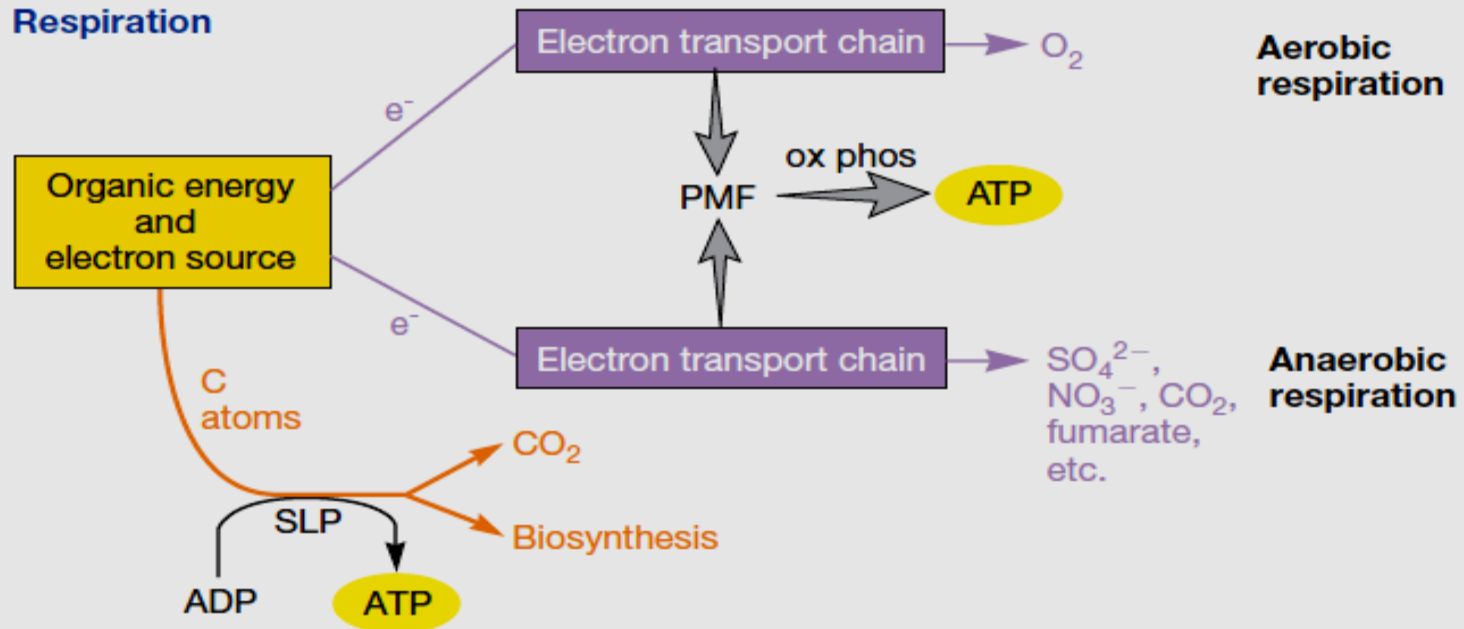 Respiration
Electron transport chain
O₂
Aerobic
respiration
e⁻
ox phos
Organic energy
and
electron source
PMF
ATP
e⁻
Electron transport chain
SO₄²⁻,
NO₃⁻, CO₂,
fumarate,
etc.
Anaerobic
respiration
C
atoms
CO₂
SLP
Biosynthesis
ADP
ATP